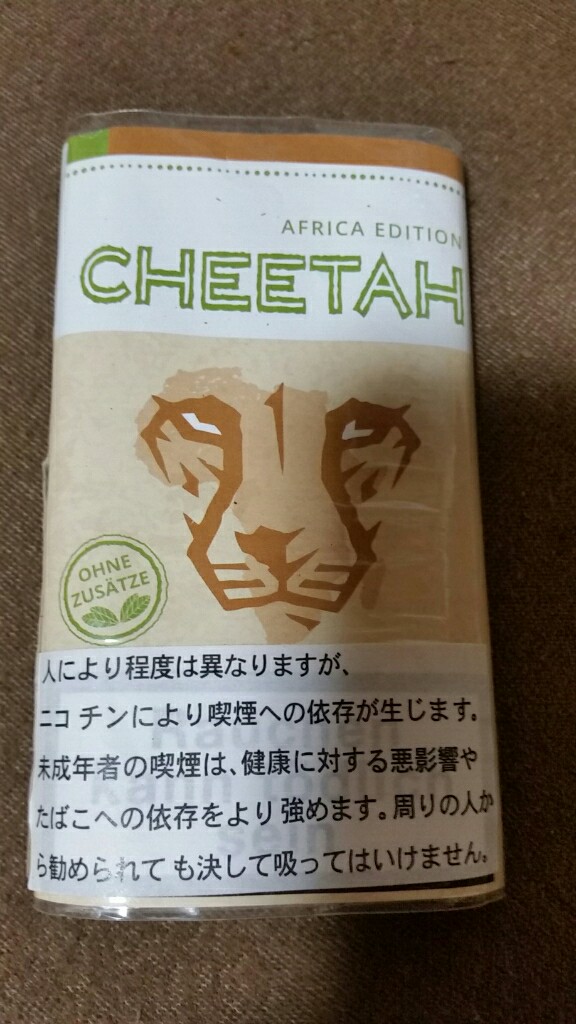 AFRICA EDITION
CHEETAH
OHNE
ZUSÄTZE
人により程度は異なりますが、
ニコチンにより喫煙への依存が生じます。
未成年者の喫煙は、健康に対する悪影響や
たばこへの依存をより強めます。周りの人か
ら勧められても決して吸ってはいけません。